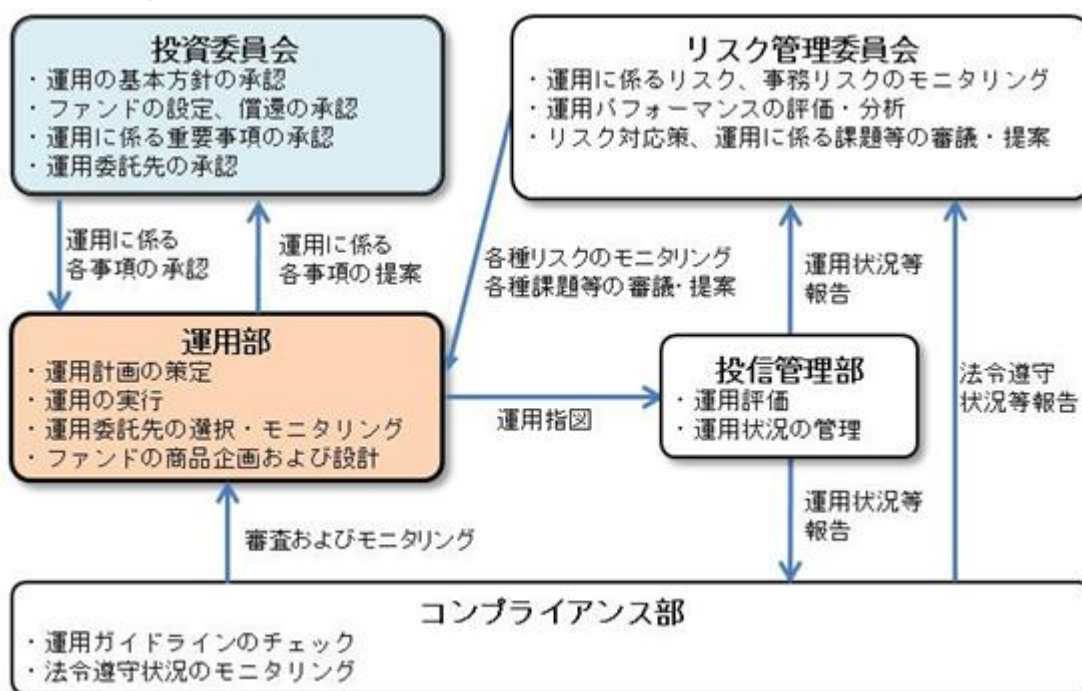 投資委員会
・運用の基本方針の承認
・ファンドの設定、償還の承認
・運用に係る重要事項の承認
・運用委託先の承認
リスク管理委員会
・運用に係るリスク、事務リスクのモニタリング
・運用パフォーマンスの評価・分析
・リスク対応策、運用に係る課題等の審議・提案
運用に係る
各事項の承認
運用に係る
各事項の提案
各種リスクのモニタリング
各種課題等の審議・提案
運用状況等
報告
運用部
・運用計画の策定
・運用の実行
・運用委託先の選択・モニタリング
・ファンドの商品企画および設計
運用指図
投信管理部
・運用評価
・運用状況の管理
法令遵守
状況等報告
審査およびモニタリング
運用状況等
報告
コンプライアンス部
・運用ガイドラインのチェック
・法令遵守状況のモニタリング